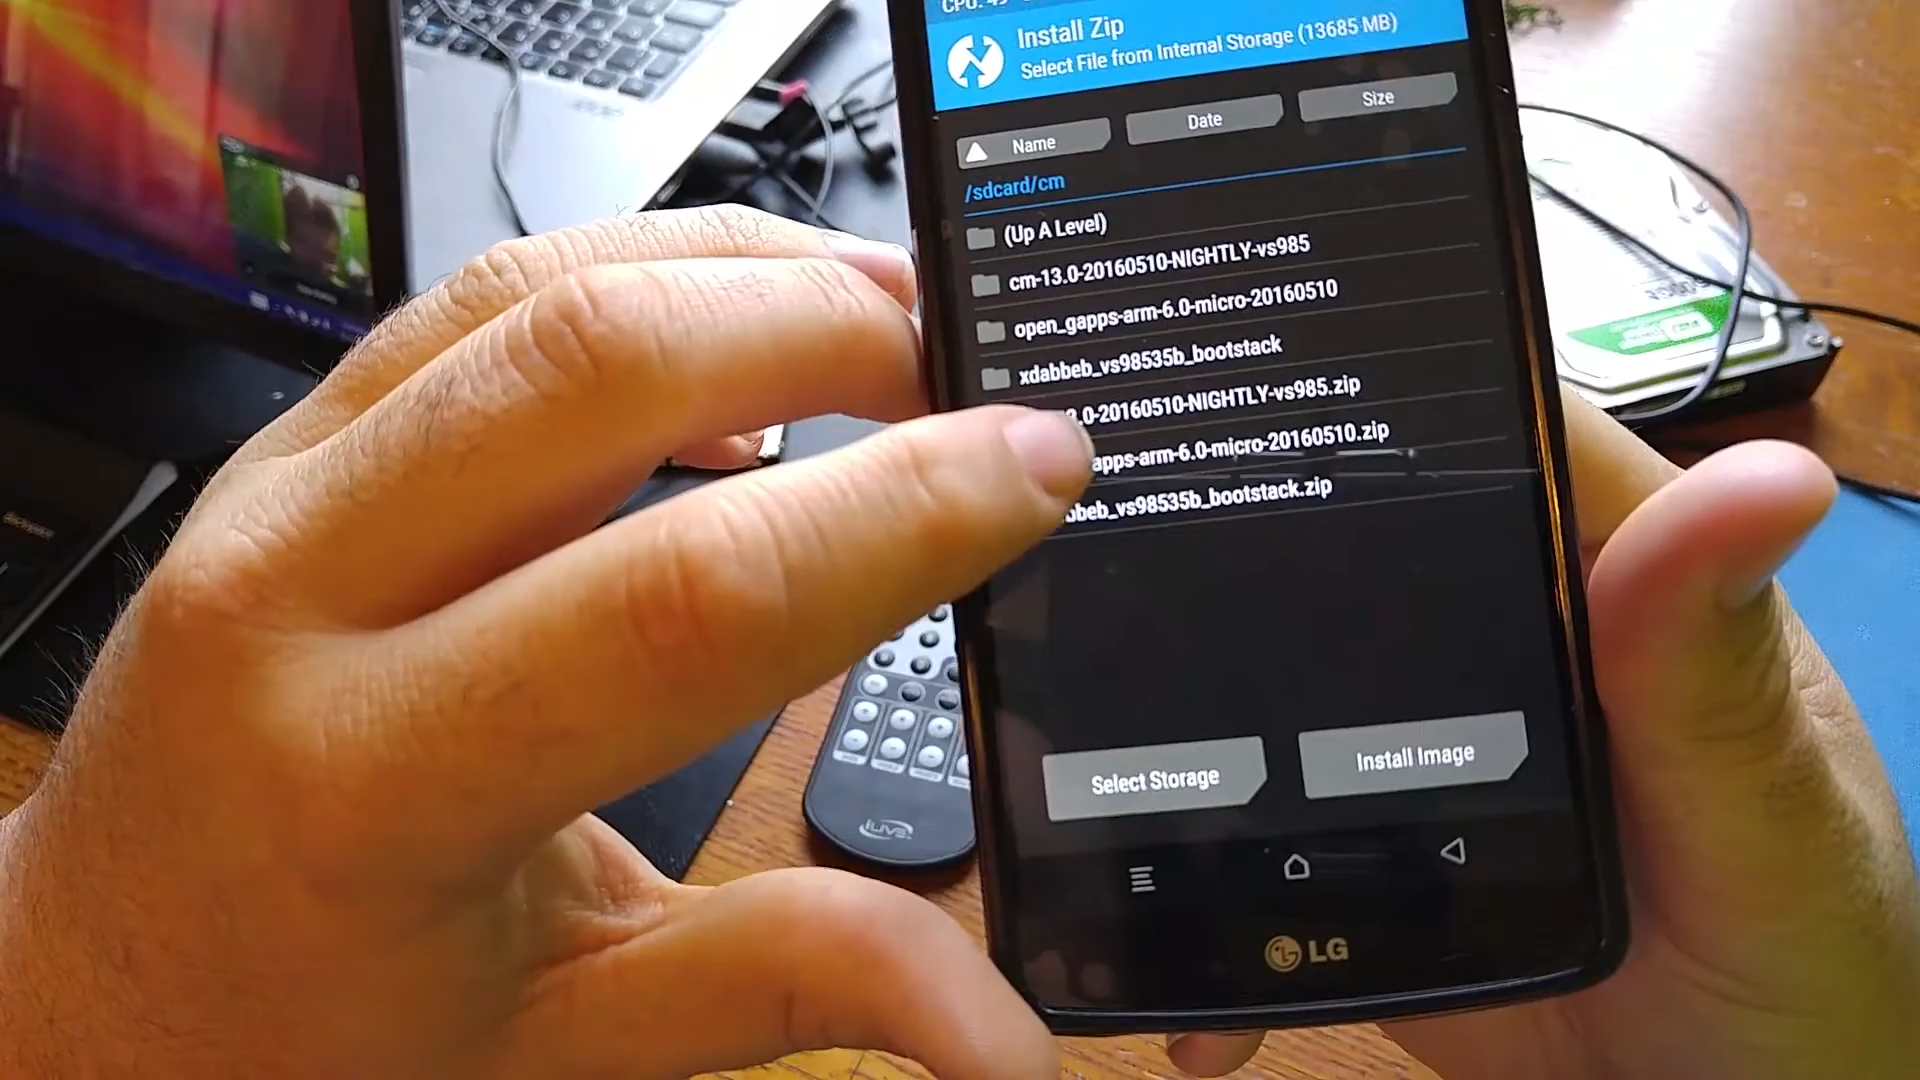 Install Zip
Select File from Internal Storage (13685 MB)
Name
Date
Size
/sdcard/cm
(Up A Level)
cm-13.0-20160510-NIGHTLY-vs985
open_gapps-arm-6.0-micro-20160510
xdabbeb_vs98535b_bootstack
.0-20160510-NIGHTLY-vs985.zip
apps-arm-6.0-micro-20160510.zip
bbeb_vs98535b_bootstack.zip
Select Storage
Install Image
LG
iLIVE